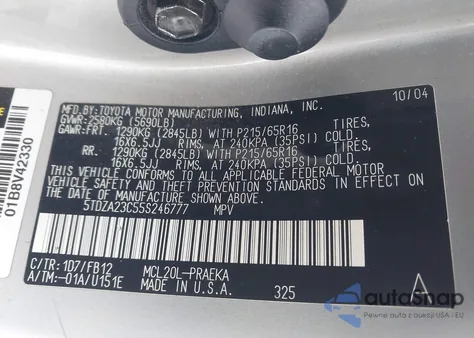 MFD.BY:TOYOTA MOTOR MANUFACTURING, INDIANA, INC.
GVWR:2580KG (5690LB) 10/04
GAWR:FRT. 1290KG (2845LB) WITH P215/65R16 TIRES,
16X6.5JJ RIMS, AT 240KPA (35PSI) COLD
RR. 1290KG (2845LB) WITH P215/65R16 TIRES,
16X6.5JJ RIMS, AT 240KPA (35PSI) COLD
THIS VEHICLE CONFORMS TO ALL APPLICABLE FEDERAL MOTOR
VEHICLE SAFETY STANDARDS IN EFFECT ON THE DATE OF
MANUFACTURE SHOWN ABOVE.
5TDZA23C55S246777 MPV
C/TR: 1D7/FB12 MCL20L-PRAEKA
A/TM:-01A/U151E MADE IN U.S.A. 325
01B8V42330
autoSnap
Pewne auto z USA i EU